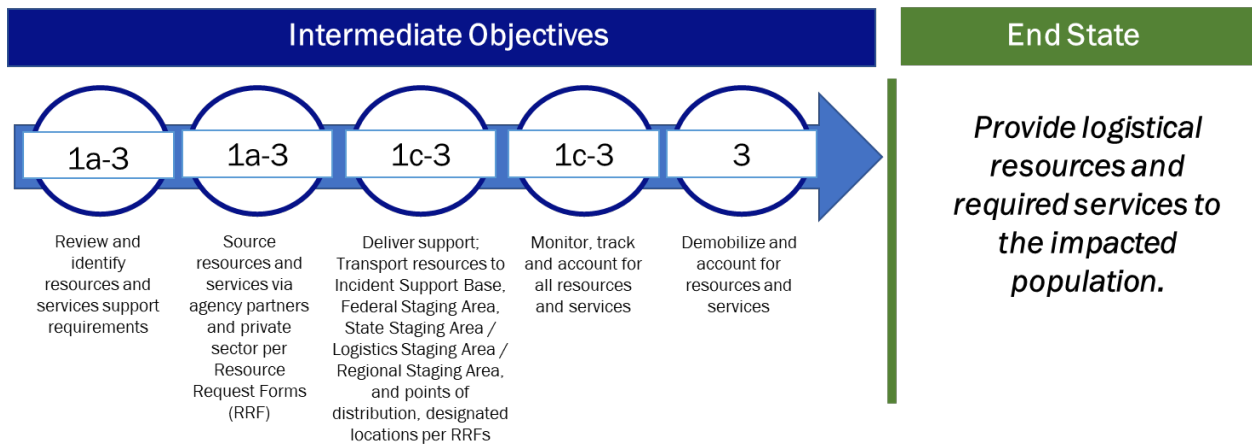 Intermediate Objectives
End State
1a-3
1a-3
1c-3
1c-3
3
Review and
identify
resources and
services support
requirements
Source
resources and
services via
agency partners
and private
sector per
Resource
Request Forms
(RRF)
Deliver support;
Transport resources to
Incident Support Base,
Federal Staging Area,
State Staging Area /
Logistics Staging Area /
Regional Staging Area,
and points of
distribution, designated
locations per RRFs
Monitor, track
and account for
all resources
and services
Demobilize and
account for
resources and
services
Provide logistical
resources and
required services to
the impacted
population.